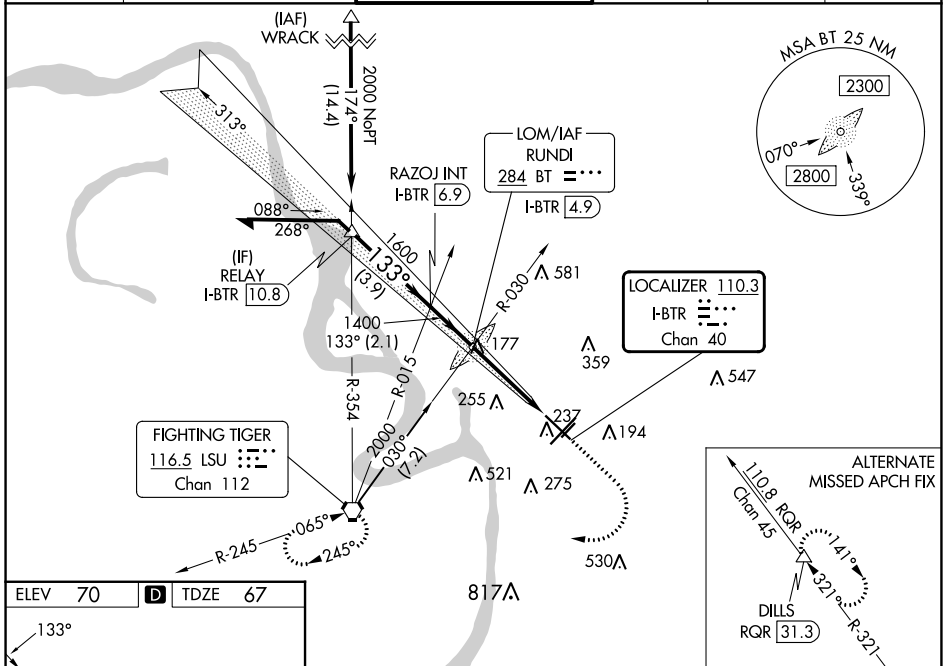 (IAF)
WRACK
2000 NoPT
174°
(14.4)
MSA BT 25 NM
2300
070°
2800
339°
313°
LOM/IAF
RUNDI
284 BT
I-BTR 4.9
RAZOJ INT
I-BTR 6.9
088°
268°
(IF)
RELAY
I-BTR 10.8
1600
133°
(3.9)
1400
133° (2.1)
R-030
581
LOCALIZER 110.3
I-BTR
Chan 40
177
359
547
R-354
R-015
255
237
194
FIGHTING TIGER
116.5 LSU
Chan 112
2000
030°
(7.2)
521
275
530
817
065°
245°
R-245
ALTERNATE
MISSED APCH FIX
110.8 RQR
Chan 45
141°
321°
R-321
DILLS
RQR 31.3
ELEV 70 D TDZE 67
133°